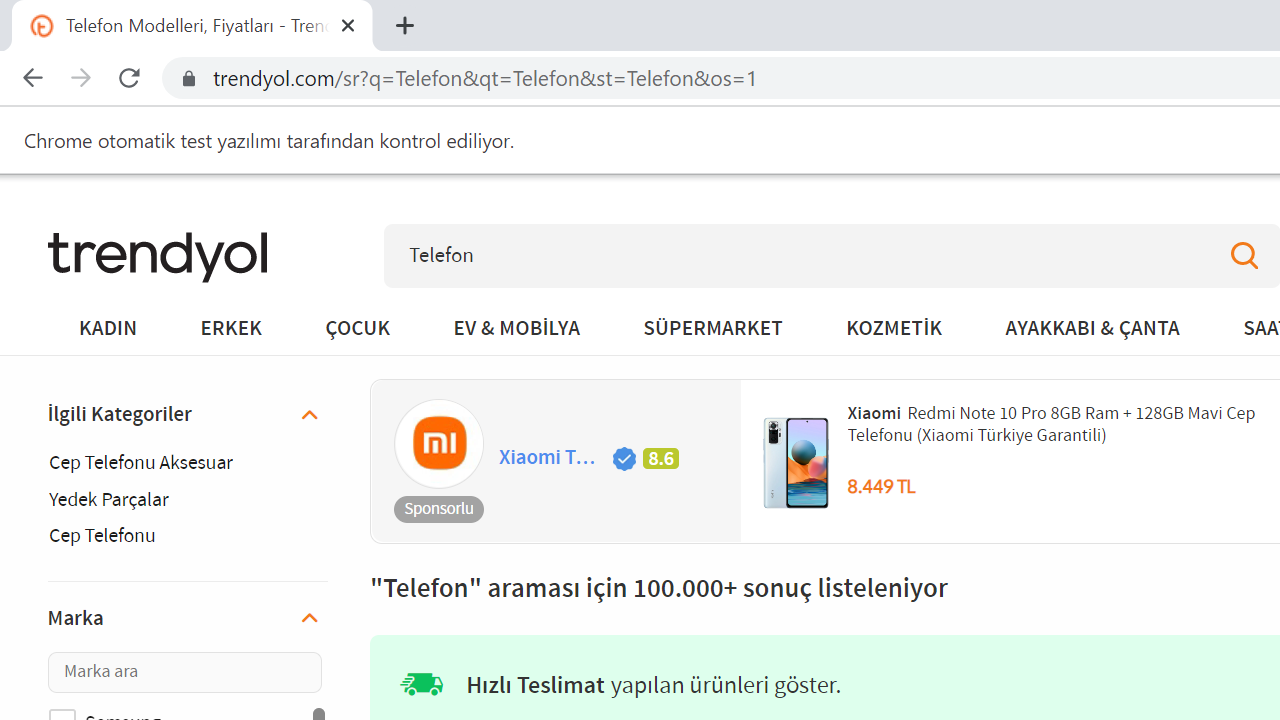 Telefon Modelleri, Fiyatları - Tren
trendyol.com/sr?q=Telefon&qt=Telefon&st=Telefon&os=1
Chrome otomatik test yazılımı tarafından kontrol ediliyor.
trendyol
Telefon
KADIN ERKEK ÇOCUK EV & MOBİLYA SÜPERMARKET KOZMETİK AYAKKABI & ÇANTA SAAT
İlgili Kategoriler
Cep Telefonu Aksesuar
Yedek Parçalar
Cep Telefonu
Marka
Marka ara
Samsung
mi
Xiaomi T... 8.6
Sponsorlu
Xiaomi Redmi Note 10 Pro 8GB Ram + 128GB Mavi Cep
Telefonu (Xiaomi Türkiye Garantili)
8.449 TL
"Telefon" araması için 100.000+ sonuç listeleniyor
Hızlı Teslimat yapılan ürünleri göster.